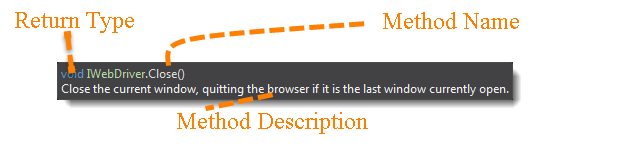 Return Type
Method Name
void IWebDriver.Close()
Close the current window, quitting the browser if it is the last window currently open.
Method Description